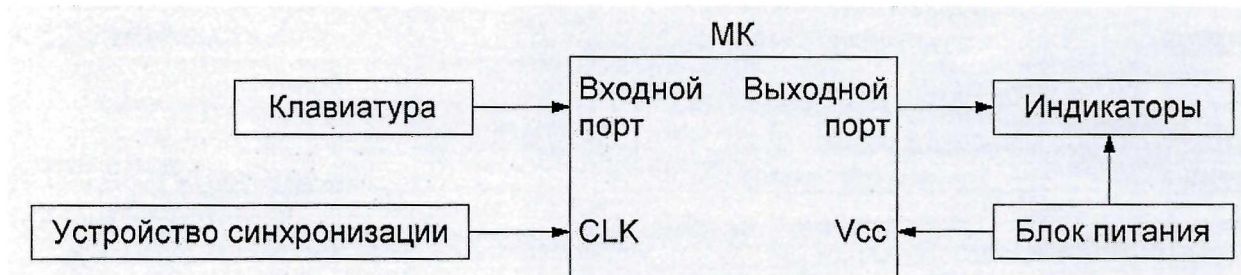 МК
Клавиатура
Входной
порт
Выходной
порт
Индикаторы
Устройство синхронизации
CLK
Vcc
Блок питания